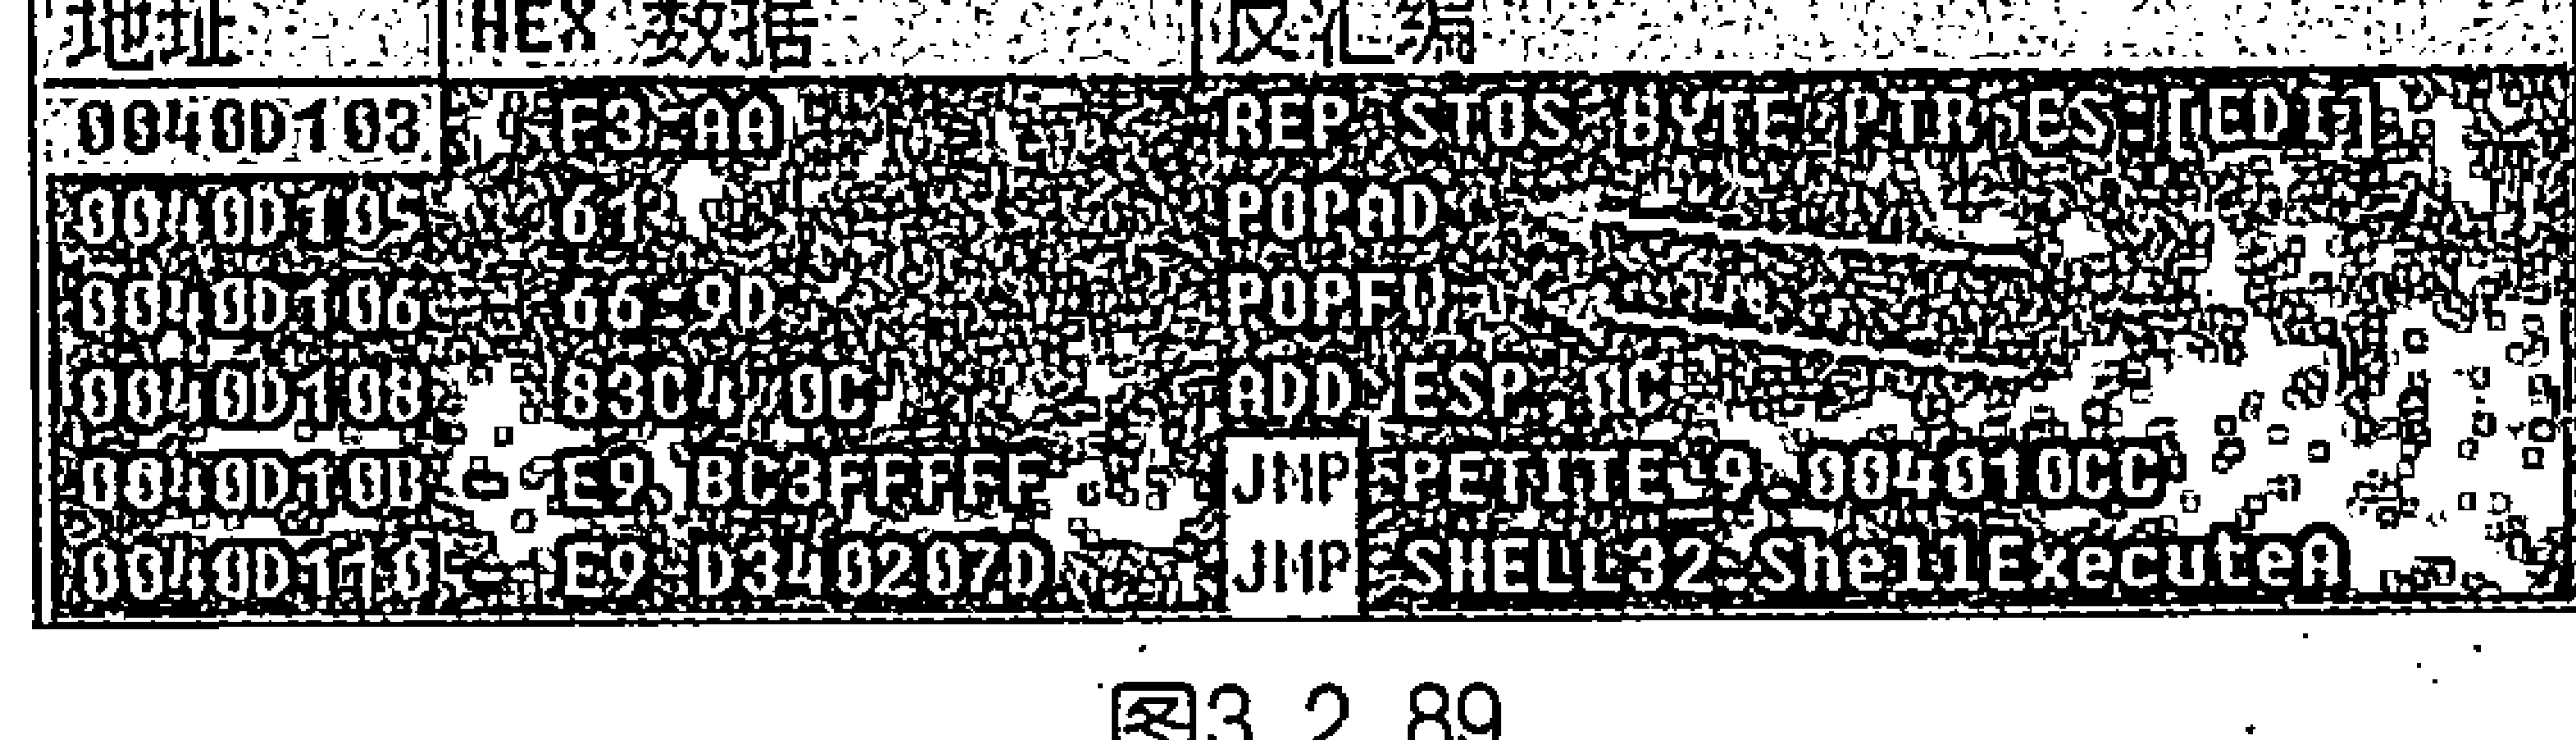 地址 HEX 数据 反汇编
0040D103 F3:AA REP STOS BYTE PTR ES:[EDI]
0040D105 61 POPAD
0040D106 66:9D POPFW
0040D108 83C4 0C ADD ESP,0C
0040D10B E9 BC3FFFFF JMP PETITE_9.004010CC
0040D110 E9 D340207D JMP SHELL32.ShellExecuteA
图3 2 89